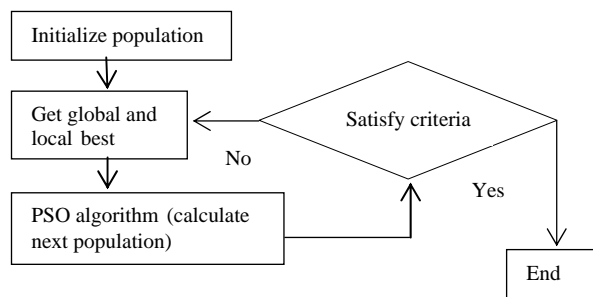 Initialize population
Get global and
local best
Satisfy criteria
No
Yes
PSO algorithm (calculate
next population)
End